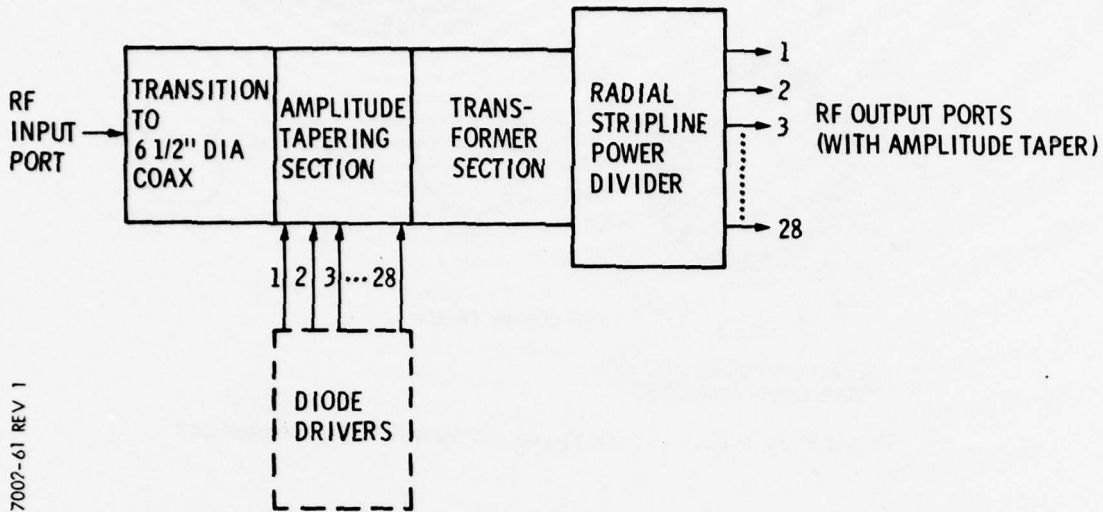 RF
INPUT
PORT
TRANSITION
TO
6 1/2" DIA
COAX
AMPLITUDE
TAPERING
SECTION
TRANS-
FORMER
SECTION
RADIAL
STRIPLINE
POWER
DIVIDER
1
2
3
28
RF OUTPUT PORTS
(WITH AMPLITUDE TAPER)
1 2 3 ... 28
DIODE
DRIVERS
7002-61 REV 1